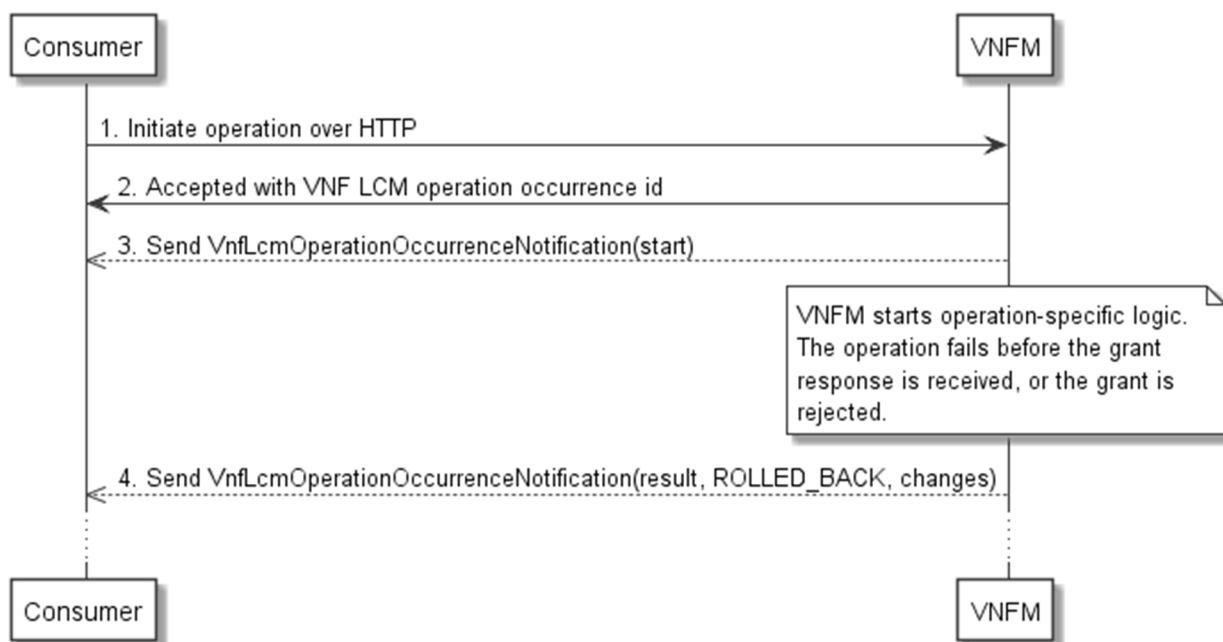 Consumer
VNFM
1. Initiate operation over HTTP
2. Accepted with VNF LCM operation occurrence id
3. Send VnfLcmOperationOccurrenceNotification(start)
VNFM starts operation-specific logic.
The operation fails before the grant
response is received, or the grant is
rejected.
4. Send VnfLcmOperationOccurrenceNotification(result, ROLLED_BACK, changes)
Consumer
VNFM